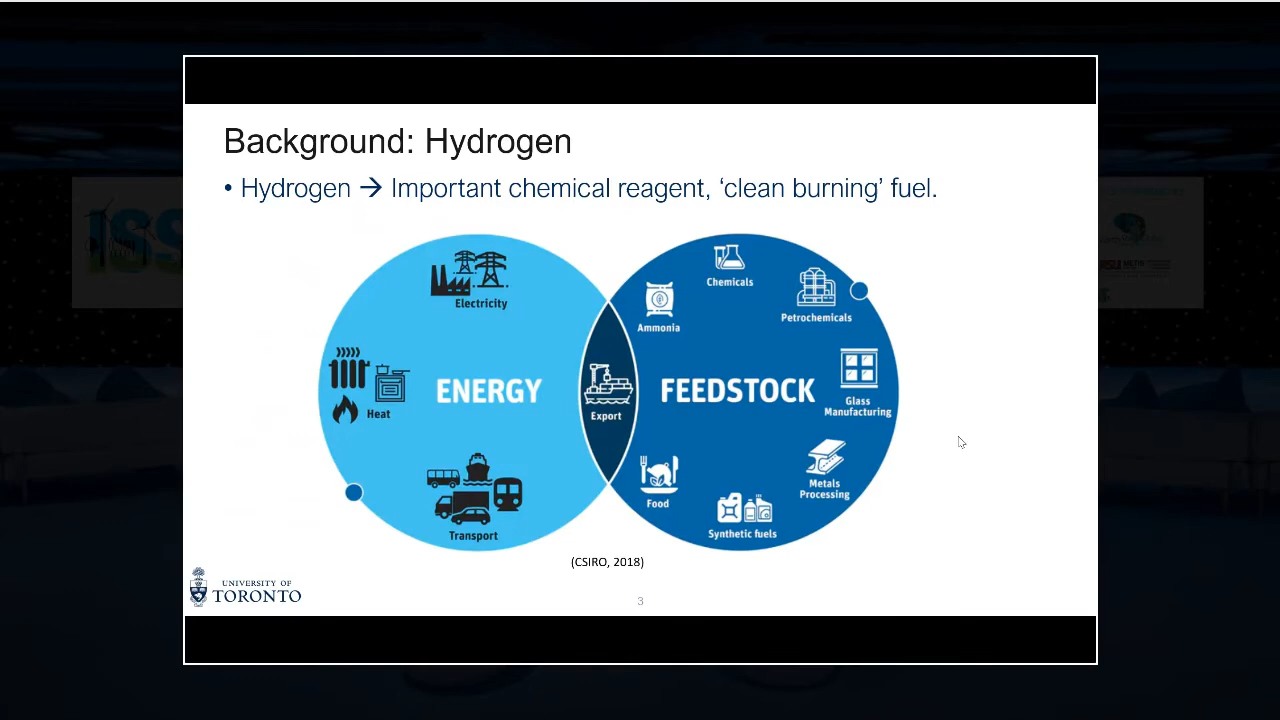 Background: Hydrogen
• Hydrogen → Important chemical reagent, ‘clean burning’ fuel.
Electricity
Heat
ENERGY
Transport
Export
Chemicals
Ammonia
Petrochemicals
FEEDSTOCK
Glass
Manufacturing
Metals
Processing
Food
Synthetic fuels
(CSIRO, 2018)
UNIVERSITY OF
TORONTO
3
ISS